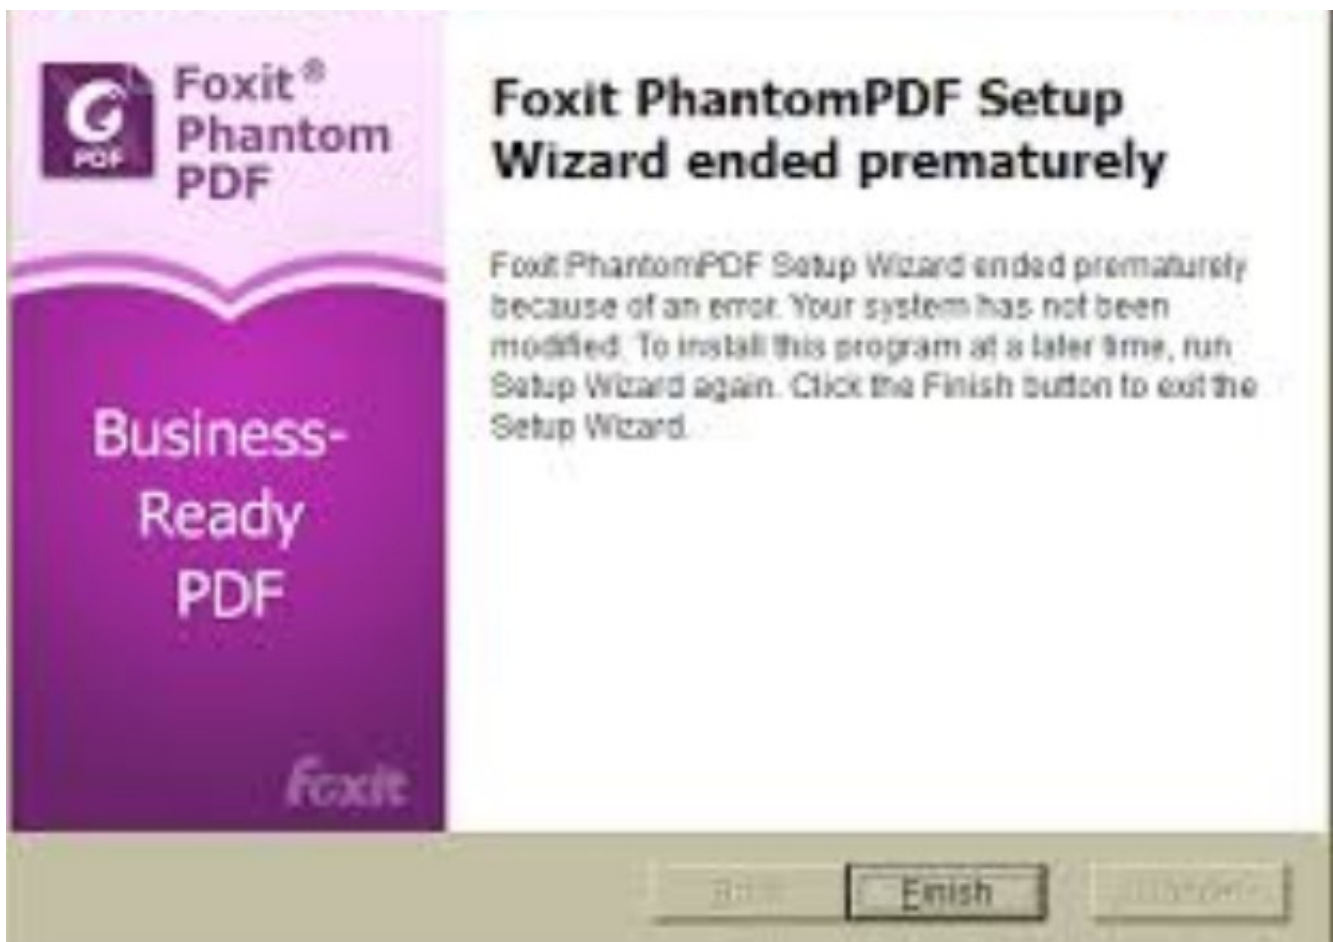 Foxit®
Phantom
PDF
G
PDF
Foxit PhantomPDF Setup
Wizard ended prematurely
Foxit PhantomPDF Setup Wizard ended prematurely
because of an error. Your system has not been
modified. To install this program at a later time, run
Setup Wizard again. Click the Finish button to exit the
Setup Wizard.
Business-
Ready
PDF
Foxit
Finish